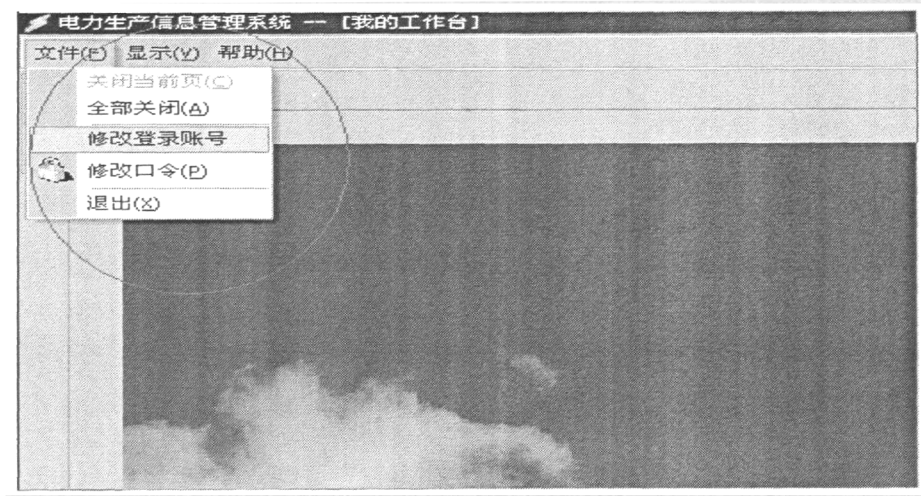 电力生产信息管理系统 -- [我的工作台]
文件(F) 显示(V) 帮助(H)
关闭当前页(C)
全部关闭(A)
修改登录账号
修改口令(P)
退出(X)